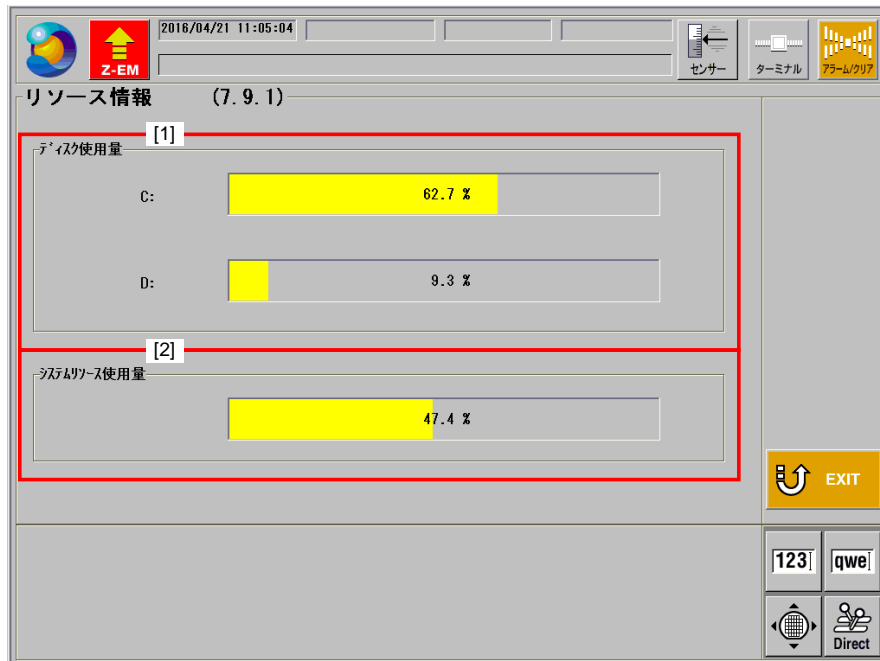 2016/04/21 11:05:04
Z-EM
センサー
ターミナル
アラーム/クリア
リソース情報 (7.9.1)
[1]
ディスク使用量
C: 62.7 %
D: 9.3 %
[2]
システムリソース使用量
47.4 %
EXIT
123 qwe
Direct